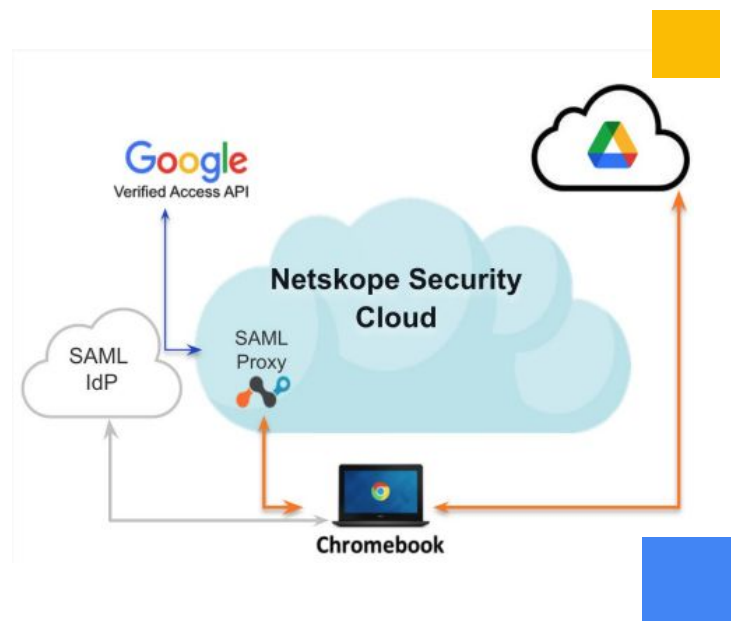 Google
Verified Access API
Netskope Security
Cloud
SAML
Proxy
SAML
IdP
Chromebook